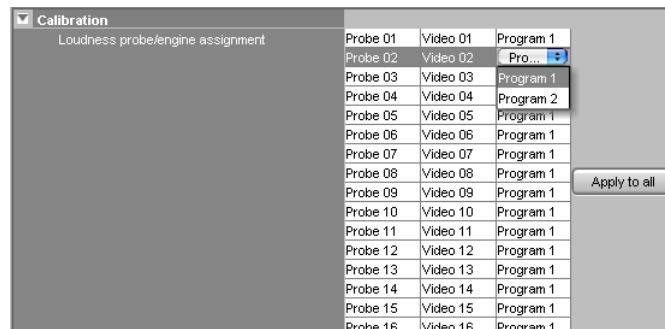 Calibration
Loudness probe/engine assignment
Probe 01 Video 01 Program 1
Probe 02 Video 02 Pro...
Probe 03 Video 03 Program 1
Probe 04 Video 04 Program 2
Probe 05 Video 05 Program 1
Probe 06 Video 06 Program 1
Probe 07 Video 07 Program 1
Probe 08 Video 08 Program 1
Apply to all
Probe 09 Video 09 Program 1
Probe 10 Video 10 Program 1
Probe 11 Video 11 Program 1
Probe 12 Video 12 Program 1
Probe 13 Video 13 Program 1
Probe 14 Video 14 Program 1
Probe 15 Video 15 Program 1
Probe 16 Video 16 Program 1